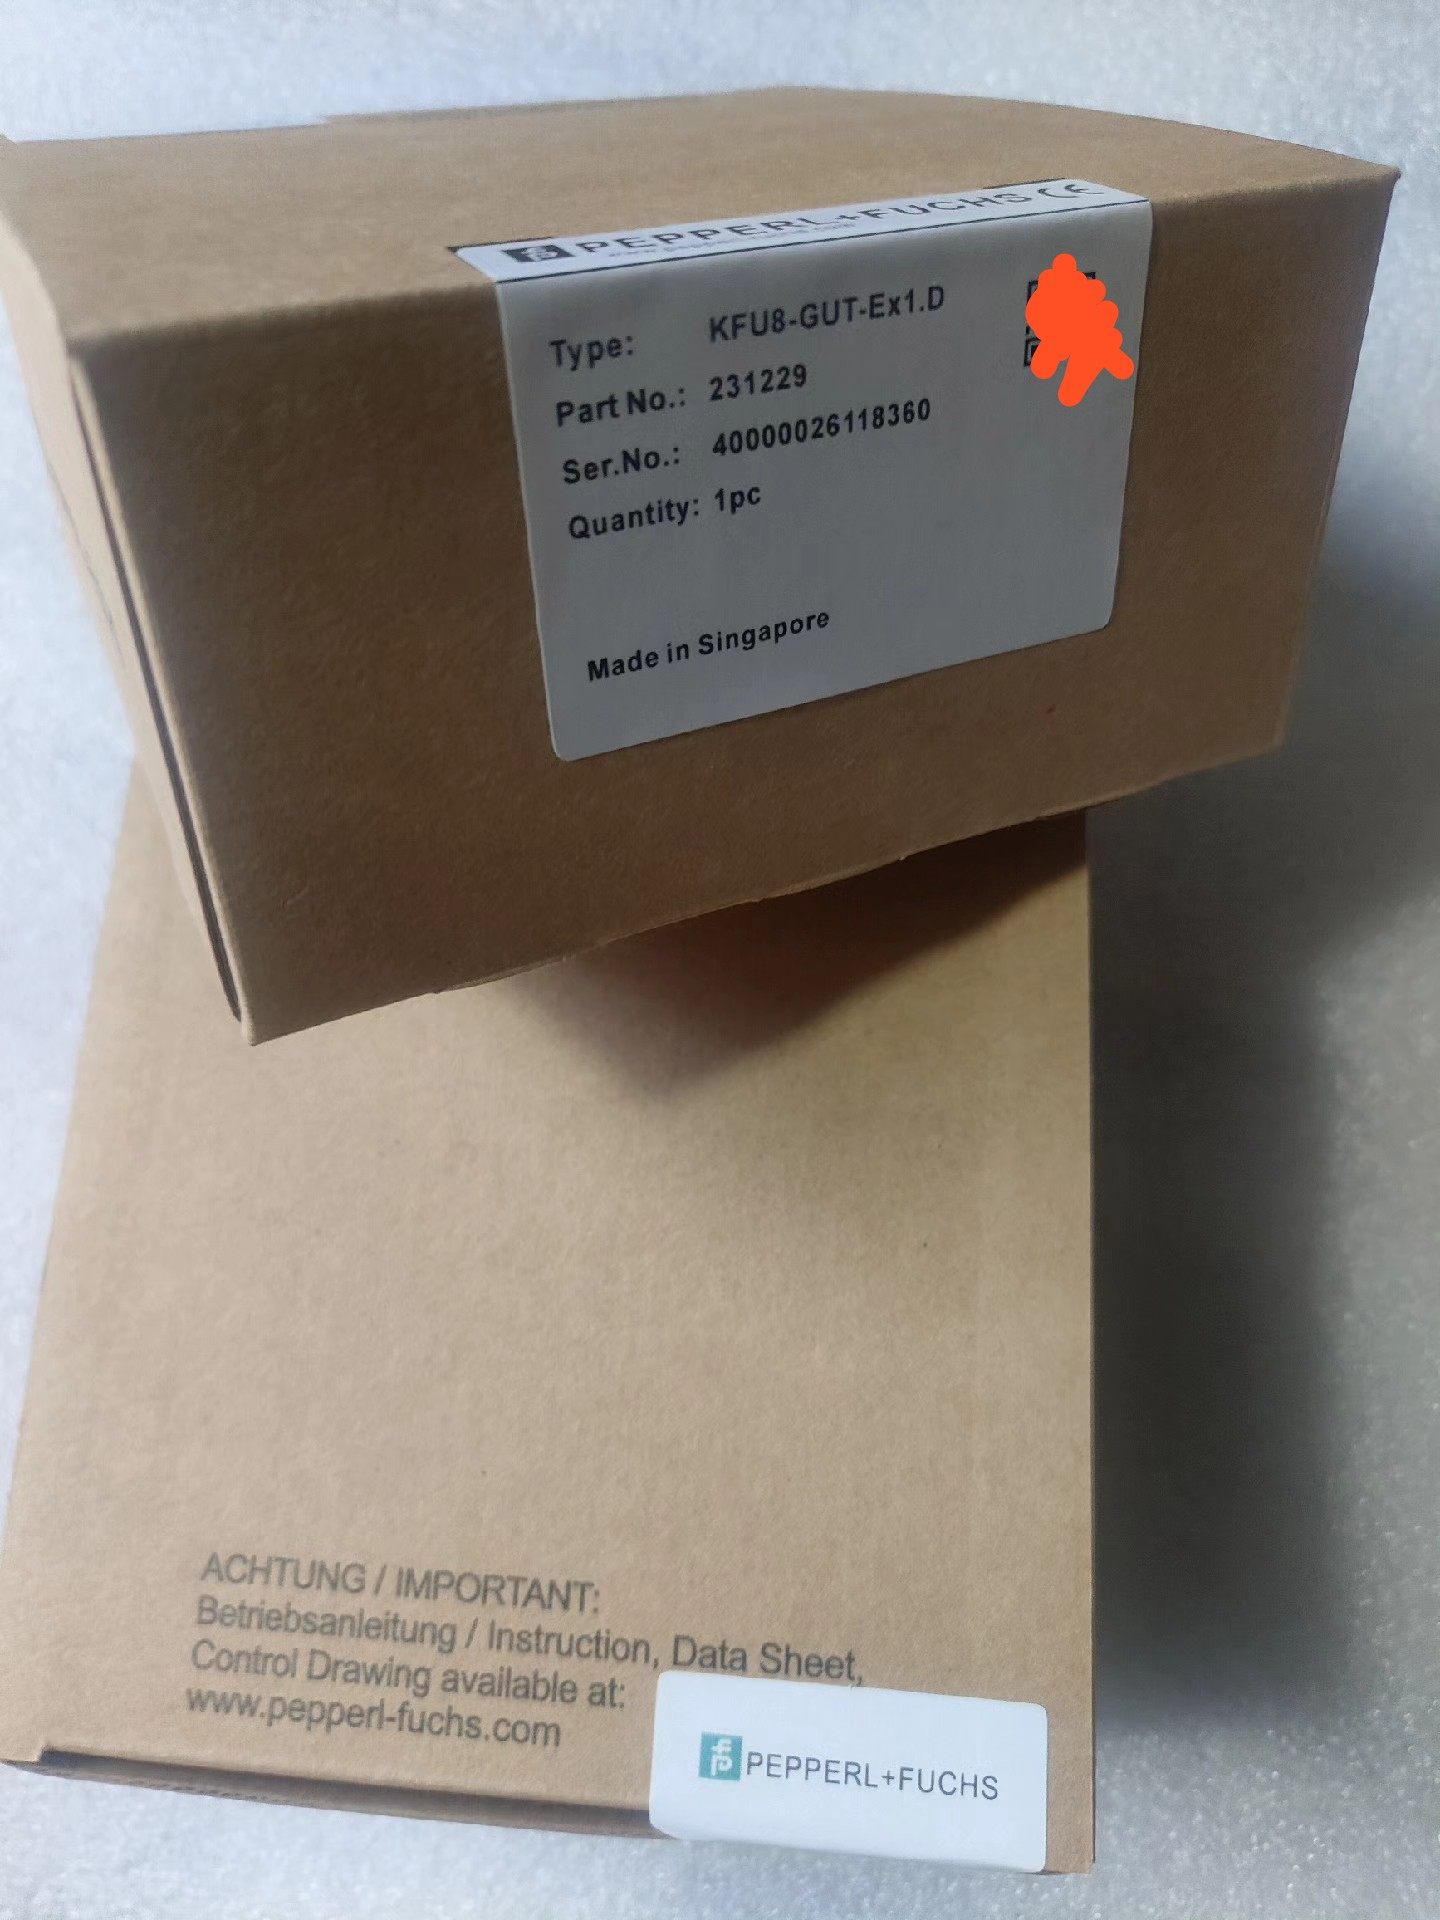 PEPPERL+FUCHS CE
Type: KFU8-GUT-Ex1.D
Part No.: 231229
Ser.No.: 40000026118360
Quantity: 1pc
Made in Singapore
ACHTUNG / IMPORTANT:
Betriebsanleitung / Instruction, Data Sheet,
Control Drawing available at:
www.pepperl-fuchs.com
PEPPERL+FUCHS